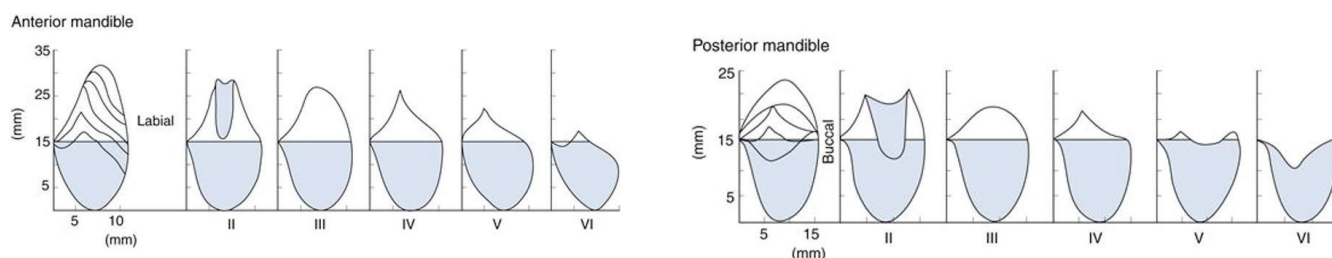 Anterior mandible
35
25
(mm)
15
5
5 10
(mm)
Labial
II III IV V VI
Posterior mandible
25
(mm)
15
5
5 15
(mm)
Buccal
II III IV V VI